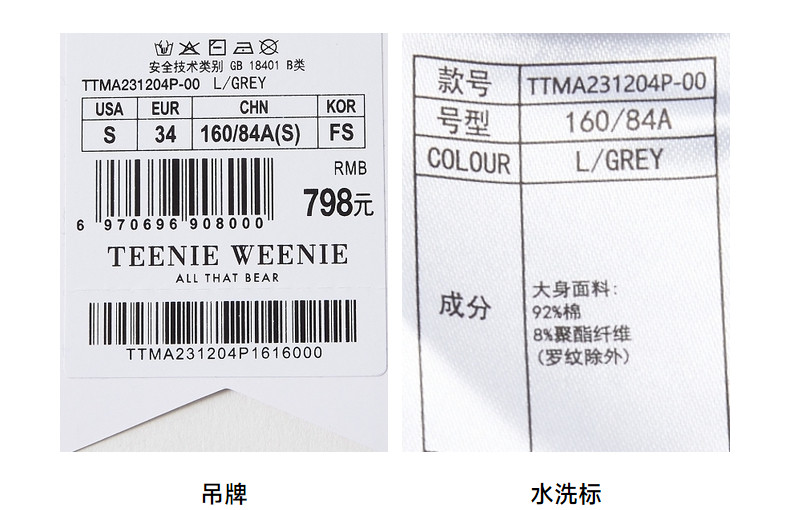 安全技术类别 GB 18401 B类
TTMA231204P-00 L/GREY
USA EUR CHN KOR
S 34 160/84A(S) FS
RMB
798元
6 970696 908000
TEENIE WEENIE
ALL THAT BEAR
TTMA231204P1616000
吊牌
款号 TTMA231204P-00
号型 160/84A
COLOUR L/GREY
成分
大身面料:
92%棉
8%聚酯纤维
(罗纹除外)
水洗标